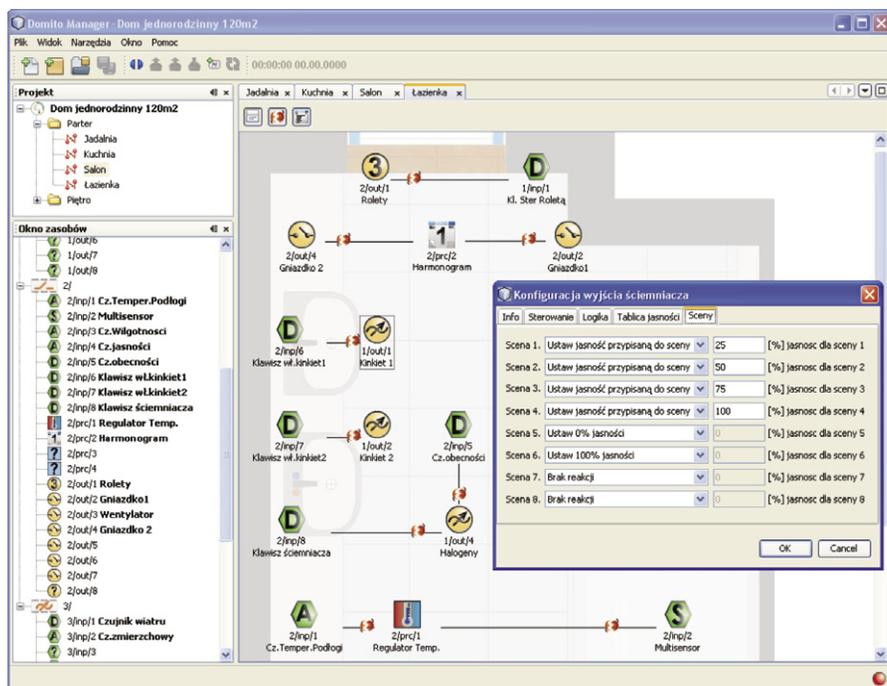 Domito Manager - Dom jednorodzinny 120m2
Plik Widok Narzędzia Okno Pomoc
00:00:00 00.00.0000
Projekt
Dom jednorodzinny 120m2
Parter
Jadalnia
Kuchnia
Salon
Łazienka
Piętro
Okno zasobów
1/out/6
1/out/7
1/out/8
2/
2/inp/1 Cz.Temper.Podłogi
2/inp/2 Multisensor
2/inp/3 Cz.Wilgotnosci
2/inp/4 Cz.jasności
2/inp/5 Cz.obecności
2/inp/6 Klawisz wł.kinkiet1
2/inp/7 Klawisz wł.kinkiet2
2/inp/8 Klawisz ściemniacza
2/prc/1 Regulator Temp.
2/prc/2 Harmonogram
2/prc/3
2/prc/4
2/out/1 Rolety
2/out/2 Gniazdko1
2/out/3 Wentylator
2/out/4 Gniazdko 2
2/out/5
2/out/6
2/out/7
2/out/8
3/
3/inp/1 Czujnik wiatru
3/inp/2 Cz.zmierzchowy
3/inp/3
Jadalnia x Kuchnia x Salon x Łazienka x
3 D
2/out/1 1/inp/1
Rolety Kl. Ster Roletą
1
2/out/4 2/prc/2 2/out/2
Gniazdko 2 Harmonogram Gniazdko1
D
2/inp/6 1/out/1
Klawisz wł.kinkiet1 Kinkiet 1
D D
2/inp/7 1/out/2 2/inp/5
Klawisz wł.kinkiet2 Kinkiet 2 Cz.obecności
D
2/inp/8 1/out/4
Klawisz ściemniacza Halogeny
A S
2/inp/1 2/prc/1 2/inp/2
Cz.Temper.Podłogi Regulator Temp. Multisensor
Konfiguracja wyjścia ściemniacza
Info Sterowanie Logika Tablica jasności Sceny
Scena 1. Ustaw jasność przypisaną do sceny 25 [%] jasnosc dla sceny 1
Scena 2. Ustaw jasność przypisaną do sceny 50 [%] jasnosc dla sceny 2
Scena 3. Ustaw jasność przypisaną do sceny 75 [%] jasnosc dla sceny 3
Scena 4. Ustaw jasność przypisaną do sceny 100 [%] jasnosc dla sceny 4
Scena 5. Ustaw 0% jasności 0 [%] jasnosc dla sceny 5
Scena 6. Ustaw 100% jasności 0 [%] jasnosc dla sceny 6
Scena 7. Brak reakcji 0 [%] jasnosc dla sceny 7
Scena 8. Brak reakcji 0 [%] jasnosc dla sceny 8
OK Cancel